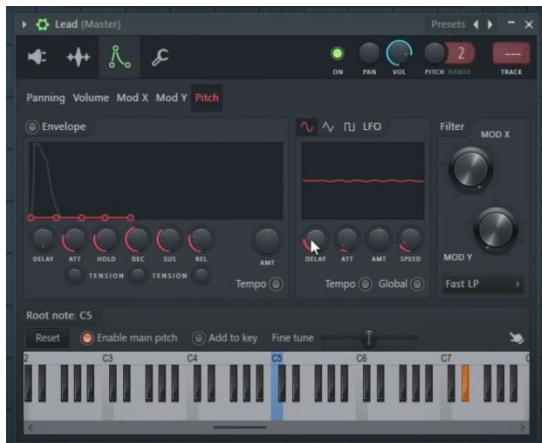 Lead (Master)
Presets
2
ON PAN VOL PITCH RANGE TRACK
Panning Volume Mod X Mod Y Pitch
Envelope
LFO
Filter
MOD X
DELAY ATT HOLD DEC SUS REL AMT
TENSION TENSION
Tempo
DELAY ATT AMT SPEED
Tempo Global
MOD Y
Fast LP
Root note: C5
Reset Enable main pitch Add to key Fine tune
2 C3 C4 C5 C6 C7